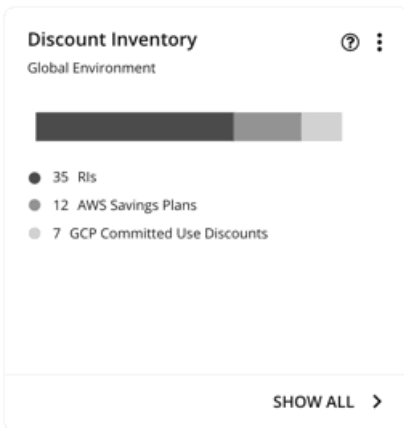 Discount Inventory
Global Environment
35 RIs
12 AWS Savings Plans
7 GCP Committed Use Discounts
SHOW ALL